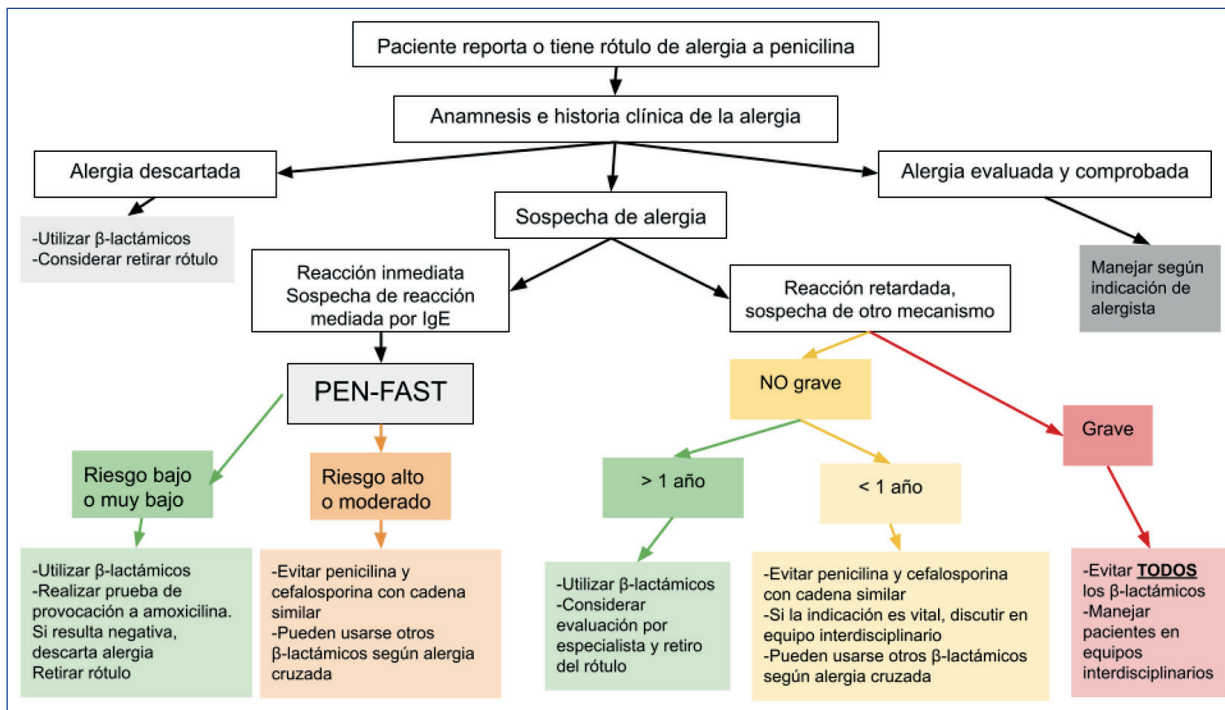 Paciente reporta o tiene rótulo de alergia a penicilina
Anamnesis e historia clínica de la alergia
Alergia descartada
Alergia evaluada y comprobada
Sospecha de alergia
-Utilizar β-lactámicos
-Considerar retirar rótulo
Manejar según
indicación de
alergista
Reacción inmediata
Sospecha de reacción
mediada por IgE
Reacción retardada,
sospecha de otro mecanismo
PEN-FAST
NO grave
Grave
Riesgo bajo
o muy bajo
Riesgo alto
o moderado
> 1 año
< 1 año
-Utilizar β-lactámicos
-Realizar prueba de
provocación a amoxicilina.
Si resulta negativa,
descarta alergia
Retirar rótulo
-Evitar penicilina y
cefalosporina con cadena
similar
-Pueden usarse otros
β-lactámicos según alergia
cruzada
-Utilizar β-lactámicos
-Considerar
evaluación por
especialista y retiro
del rótulo
-Evitar penicilina y cefalosporina
con cadena similar
-Si la indicación es vital, discutir en
equipo interdisciplinario
-Pueden usarse otros β-lactámicos
según alergia cruzada
-Evitar TODOS
los β-lactámicos
-Manejar
pacientes en
equipos
interdisciplinarios